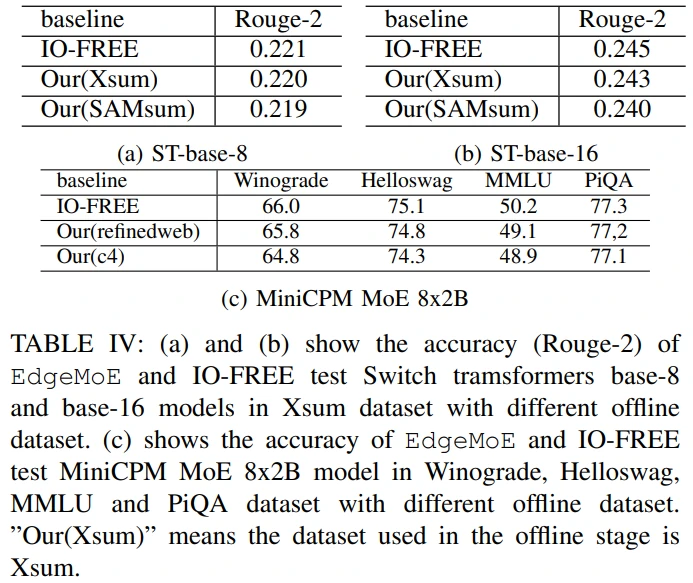 baseline Rouge-2
IO-FREE 0.221
Our(Xsum) 0.220
Our(SAMsum) 0.219
(a) ST-base-8
baseline Rouge-2
IO-FREE 0.245
Our(Xsum) 0.243
Our(SAMsum) 0.240
(b) ST-base-16
baseline Winograde Helloswag MMLU PiQA
IO-FREE 66.0 75.1 50.2 77.3
Our(refinedweb) 65.8 74.8 49.1 77,2
Our(c4) 64.8 74.3 48.9 77.1
(c) MiniCPM MoE 8x2B
TABLE IV: (a) and (b) show the accuracy (Rouge-2) of
EdgeMoE and IO-FREE test Switch tramsformers base-8
and base-16 models in Xsum dataset with different offline
dataset. (c) shows the accuracy of EdgeMoE and IO-FREE
test MiniCPM MoE 8x2B model in Winograde, Helloswag,
MMLU and PiQA dataset with different offline dataset.
”Our(Xsum)” means the dataset used in the offline stage is
Xsum.